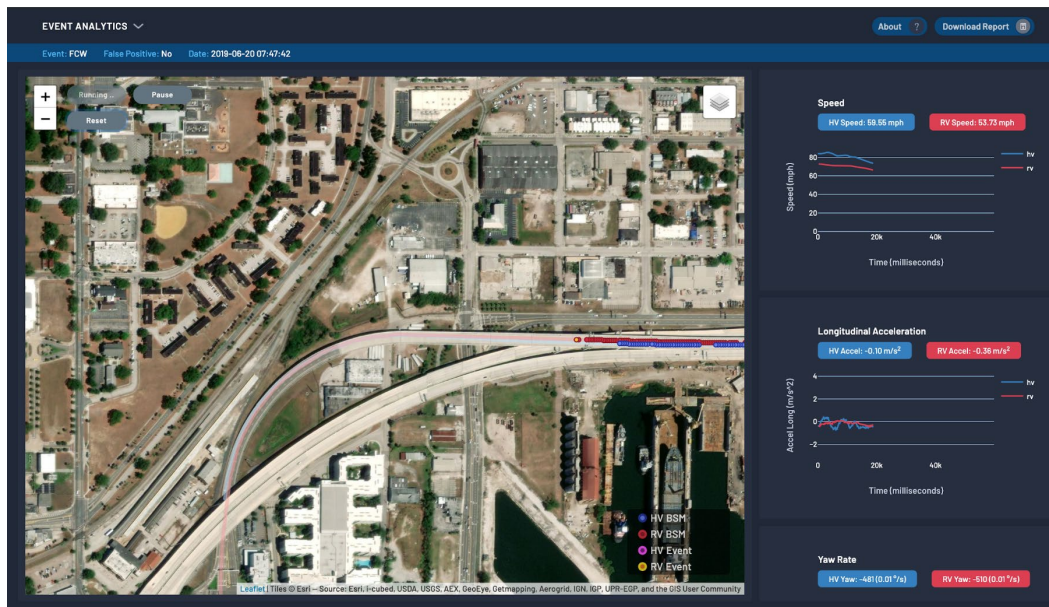 EVENT ANALYTICS
About ?
Download Report
Event: FCW False Positive: No Date: 2019-06-20 07:47:42
+
Running... Pause
−
Reset
HV BSM
RV BSM
HV Event
RV Event
Leaflet | Tiles © Esri — Source: Esri, i-cubed, USDA, USGS, AEX, GeoEye, Getmapping, Aerogrid, IGN, IGP, UPR-EGP, and the GIS User Community
Speed
HV Speed: 59.55 mph RV Speed: 53.73 mph
Speed (mph)
80
60
40
20
0
0 20k 40k
hv
rv
Time (milliseconds)
Longitudinal Acceleration
HV Accel: -0.10 m/s² RV Accel: -0.36 m/s²
Accel Long (m/s^2)
4
2
0
−2
0 20k 40k
hv
rv
Time (milliseconds)
Yaw Rate
HV Yaw: -481 (0.01 °/s) RV Yaw: -510 (0.01 °/s)